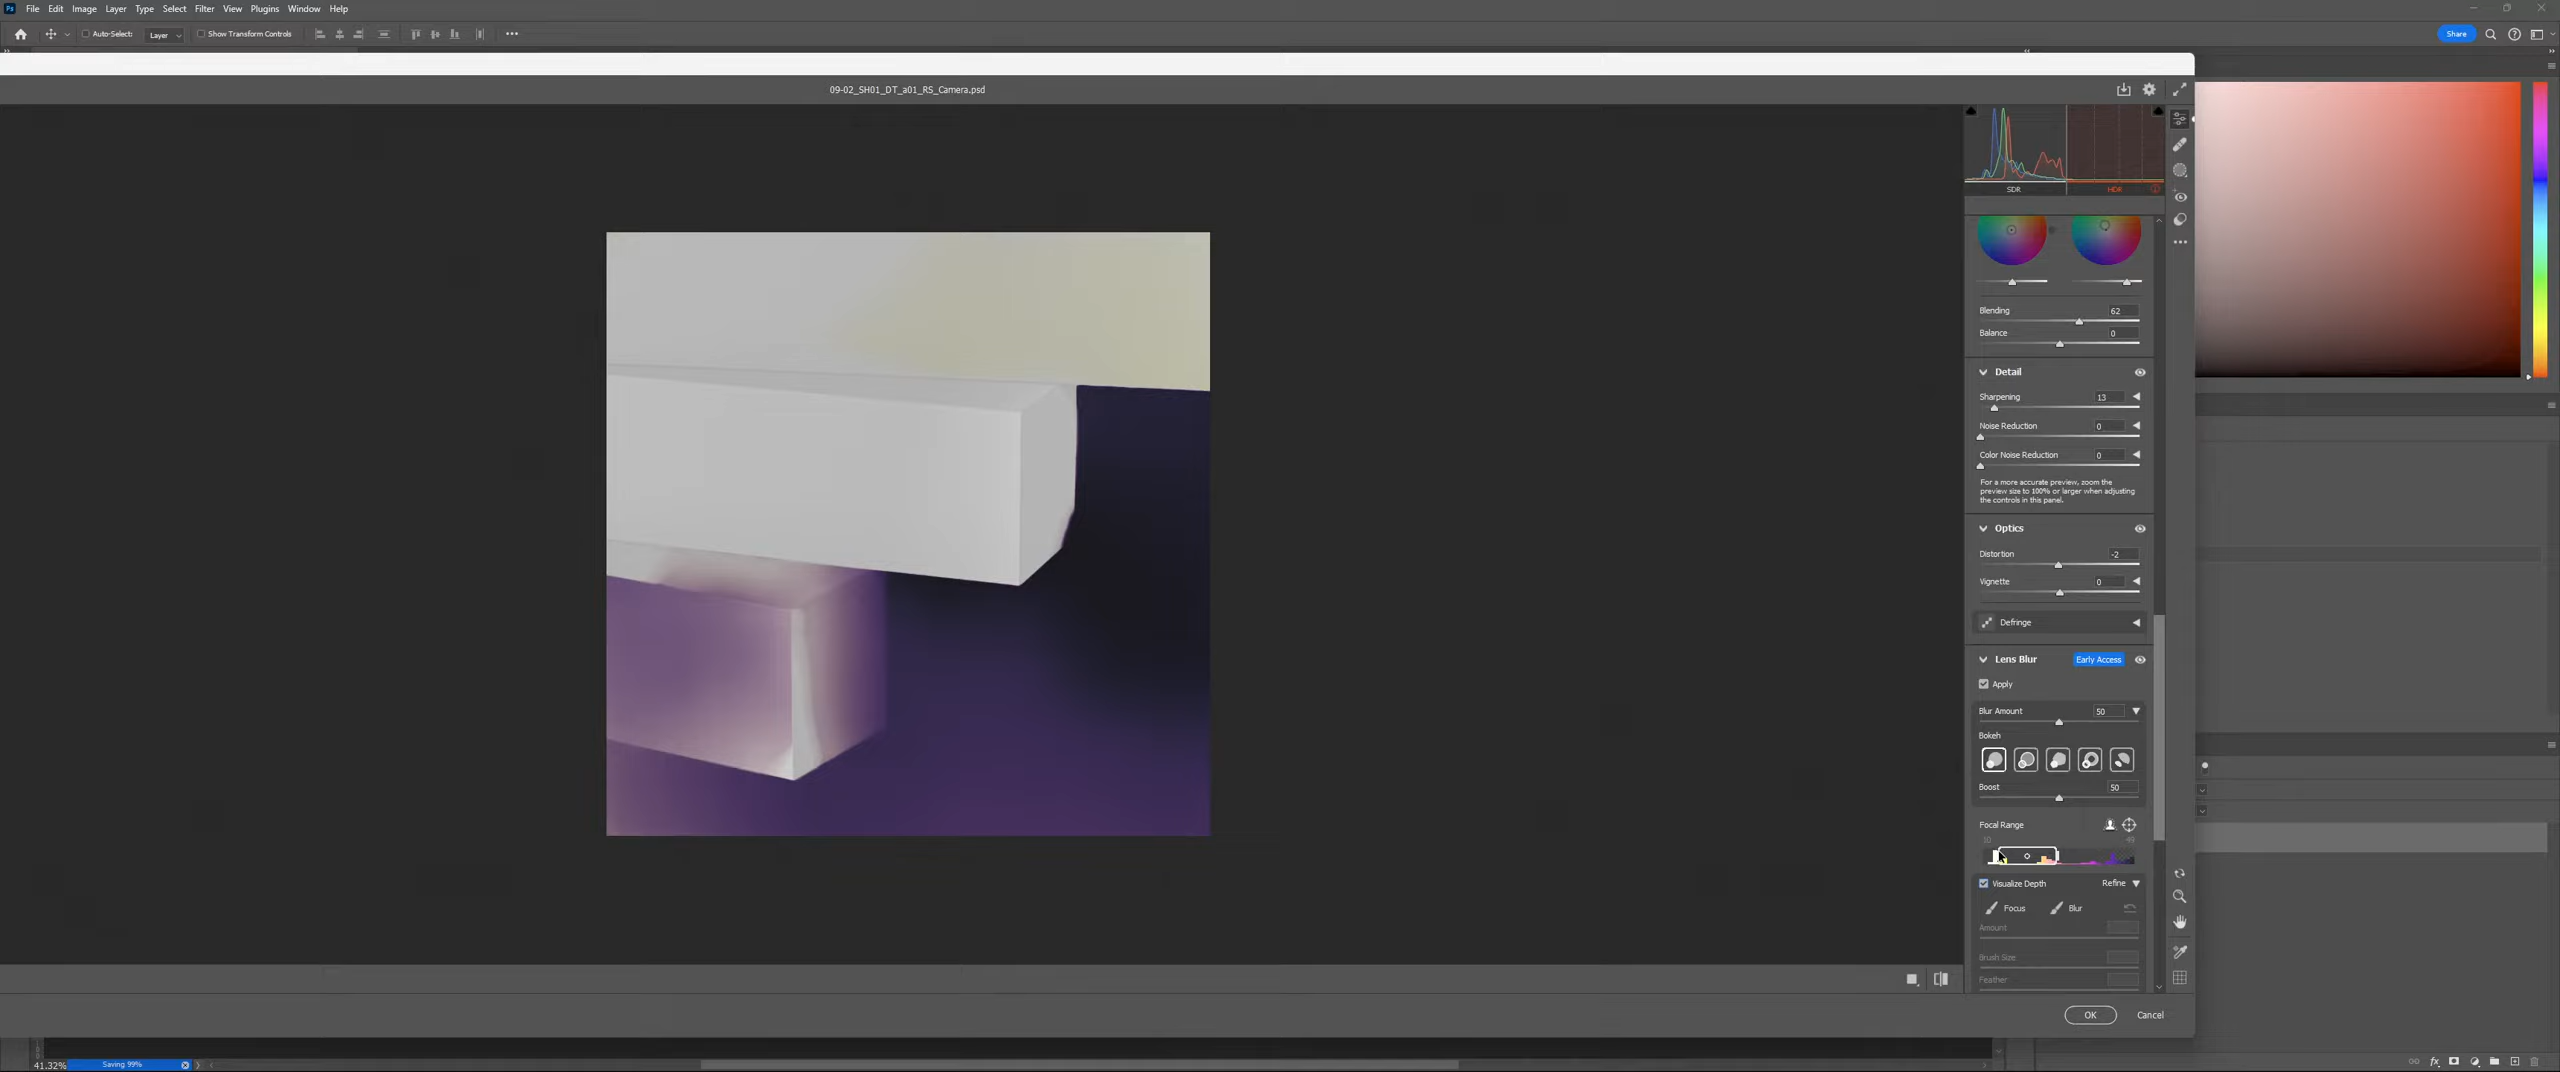 Ps File Edit Image Layer Type Select Filter View Plugins Window Help
Auto-Select: Layer Show Transform Controls Share
09-02_SH01_DT_a01_RS_Camera.psd
SDR HDR
Blending 62
Balance 0
Detail
Sharpening 13
Noise Reduction 0
Color Noise Reduction 0
For a more accurate preview, zoom the
preview size to 100% or larger when adjusting
the controls in this panel.
Optics
Distortion -2
Vignette 0
Defringe
Lens Blur Early Access
Apply
Blur Amount 50
Bokeh
Boost 50
Focal Range
10 49
Visualize Depth Refine
Focus Blur
Amount
Brush Size
Feather
OK Cancel
41.32% Saving 99%
fx